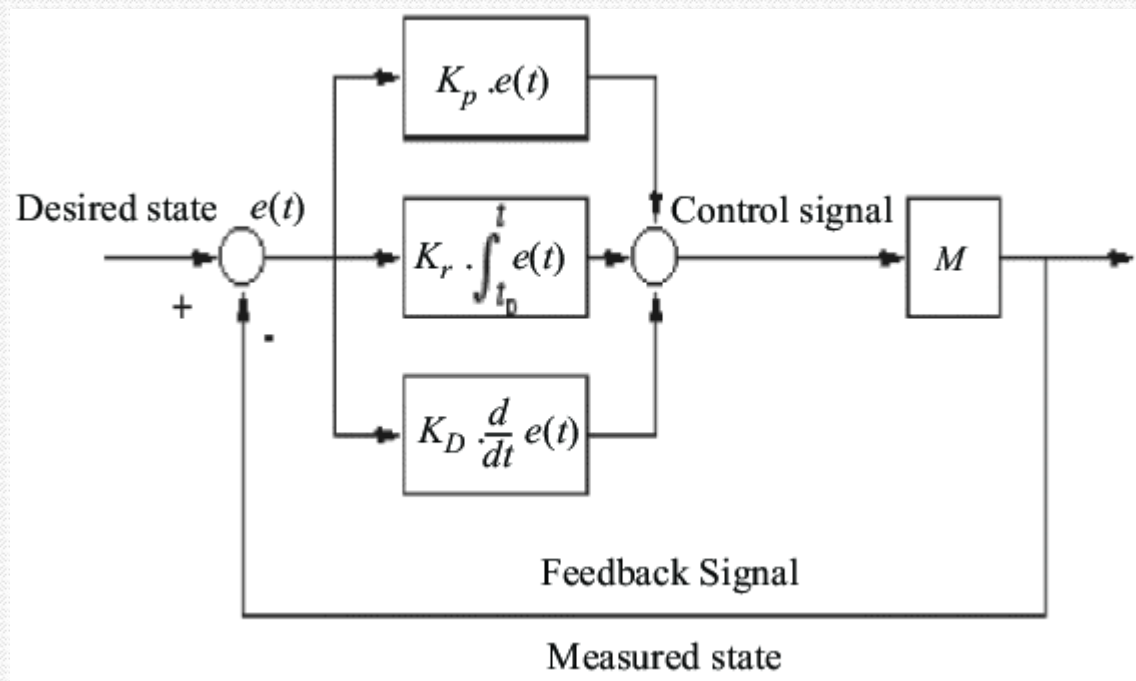 K_p .e(t)
Desired state e(t)
Control signal
K_r . ∫_{t_0}^{t} e(t)
M
+
-
K_D . d/dt e(t)
Feedback Signal
Measured state